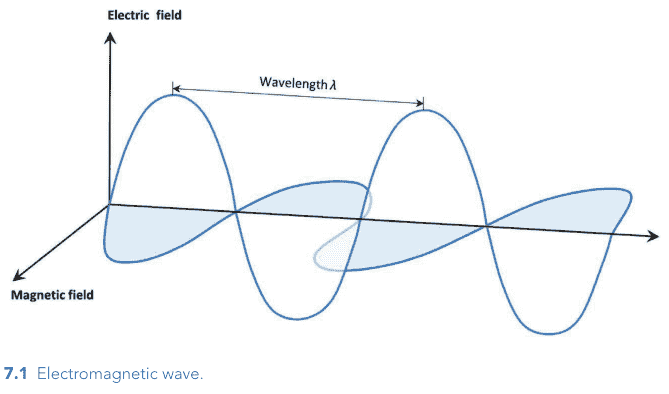 Electric field
Wavelength λ
Magnetic field
7.1 Electromagnetic wave.